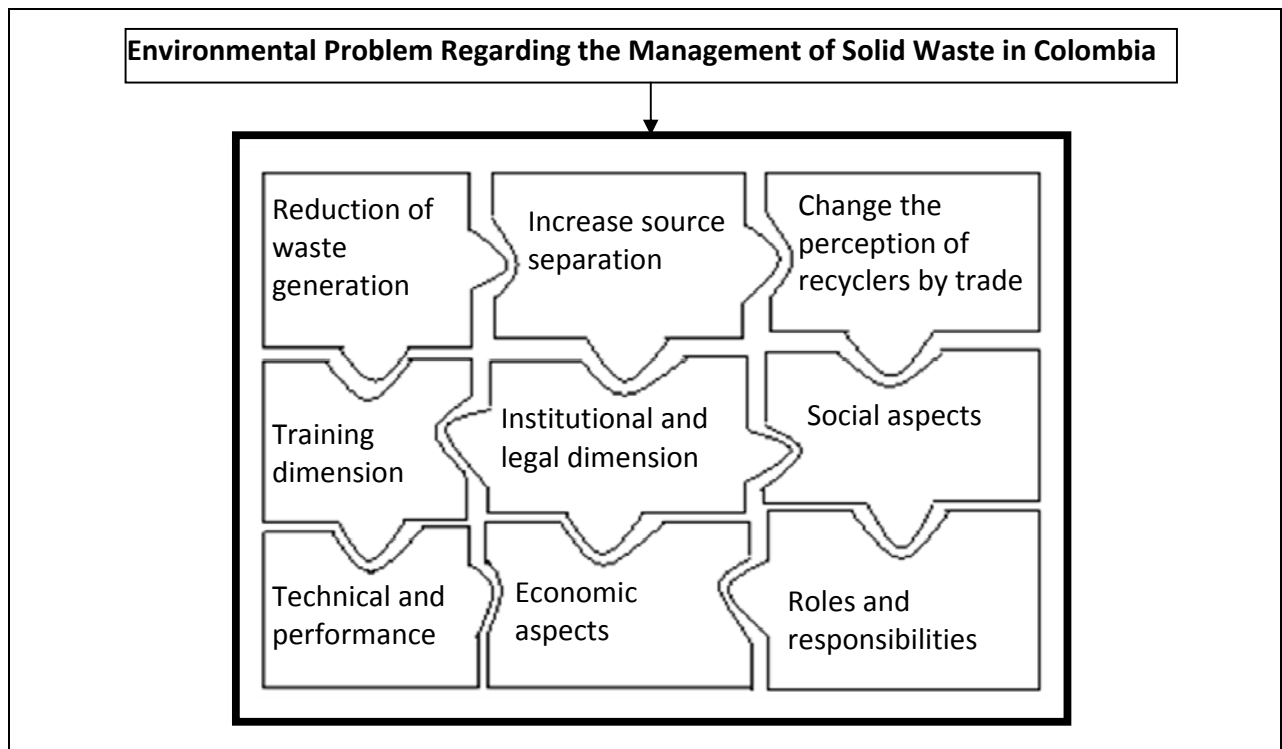 Environmental Problem Regarding the Management of Solid Waste in Colombia
Reduction of
waste
generation
Increase source
separation
Change the
perception of
recyclers by trade
Training
dimension
Institutional and
legal dimension
Social aspects
Technical and
performance
Economic
aspects
Roles and
responsibilities